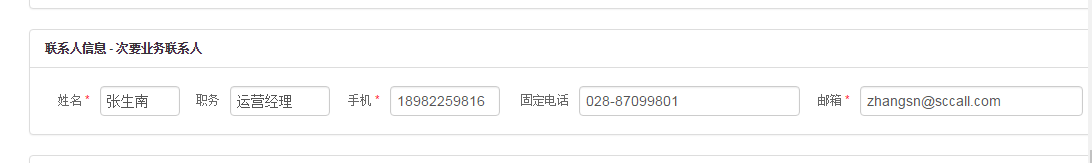 联系人信息 - 次要业务联系人
姓名 * 张生南 职务 运营经理 手机 * 18982259816 固定电话 028-87099801 邮箱 * zhangsn@sccall.com